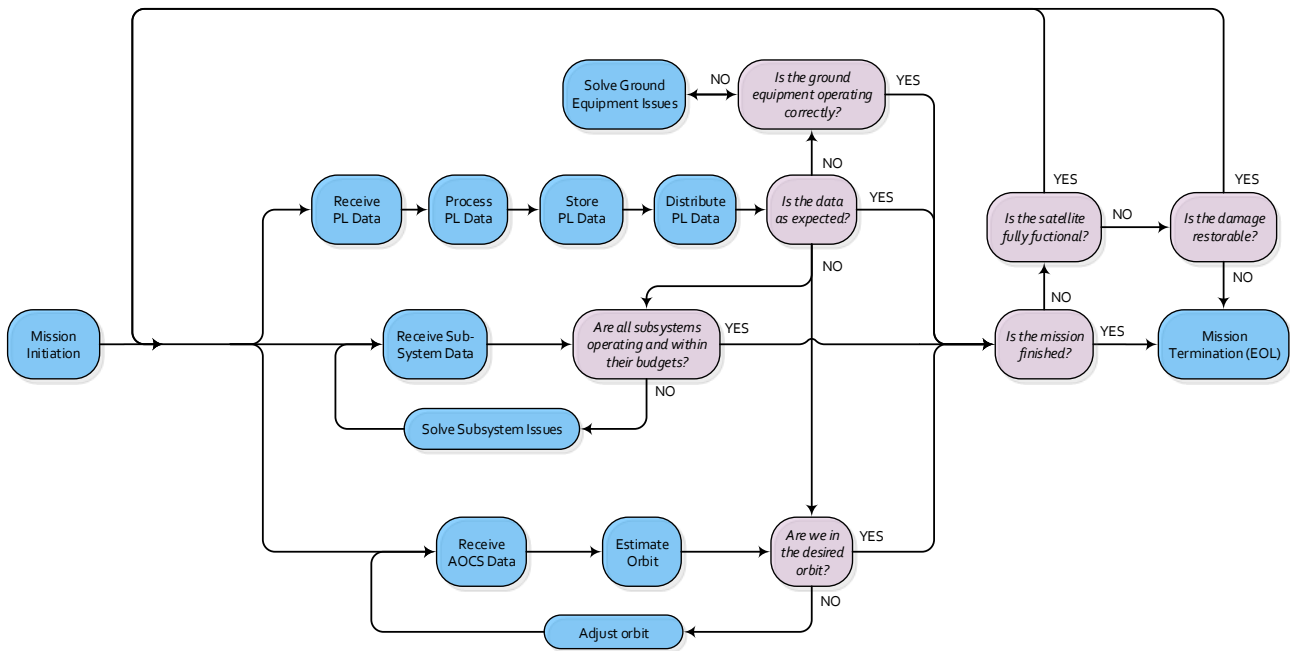 Solve Ground
Equipment Issues
NO
Is the ground
equipment operating
correctly?
YES
NO
Receive
PL Data
Process
PL Data
Store
PL Data
Distribute
PL Data
Is the data
as expected?
YES
NO
YES
Is the satellite
fully fuctional?
NO
YES
Is the damage
restorable?
NO
NO
Mission
Initiation
Receive Sub-
System Data
Are all subsystems
operating and within
their budgets?
YES
NO
Is the mission
finished?
YES
Mission
Termination (EOL)
Solve Subsystem Issues
Receive
AOCS Data
Estimate
Orbit
Are we in
the desired
orbit?
YES
NO
Adjust orbit